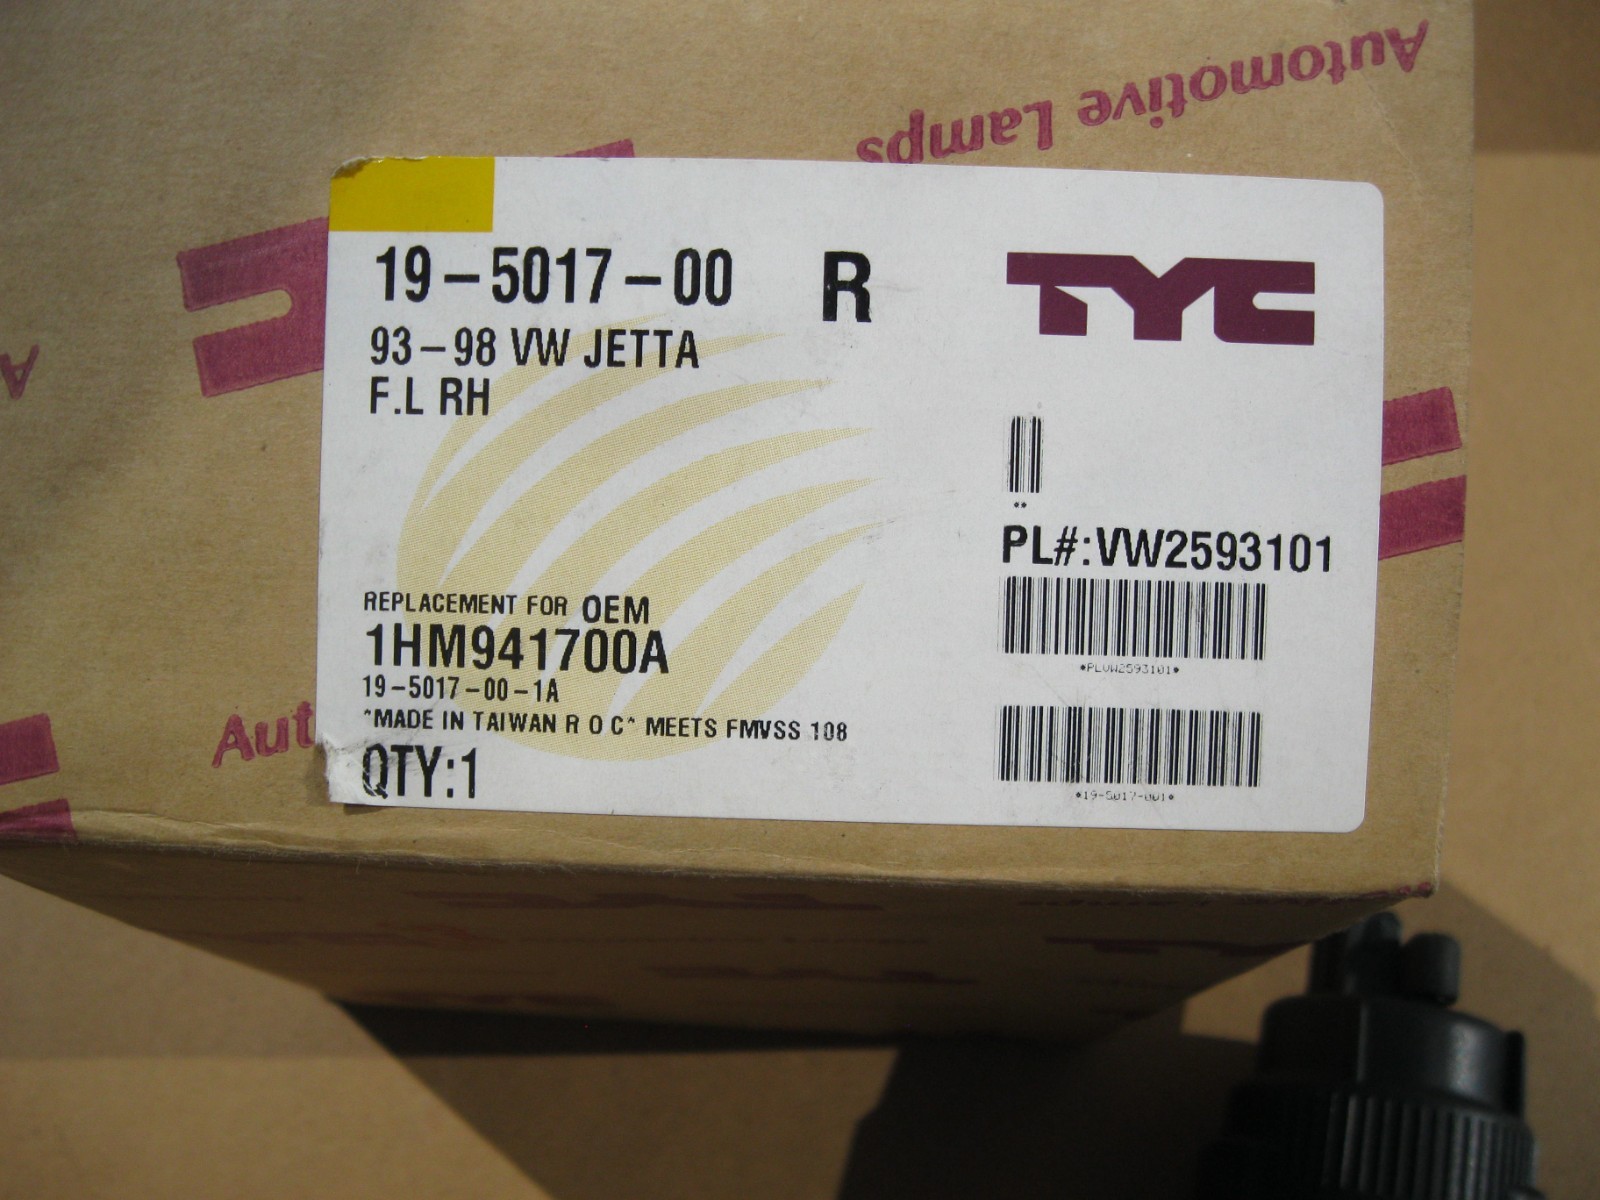 Automotive Lamps
19-5017-00 R TYC
93-98 VW JETTA
F.L RH
PL#:VW2593101
*PLVW2593101*
REPLACEMENT FOR OEM
1HM941700A
19-5017-00-1A
*MADE IN TAIWAN R O C* MEETS FMVSS 108
QTY:1
*19-5017-001*
Aut
A